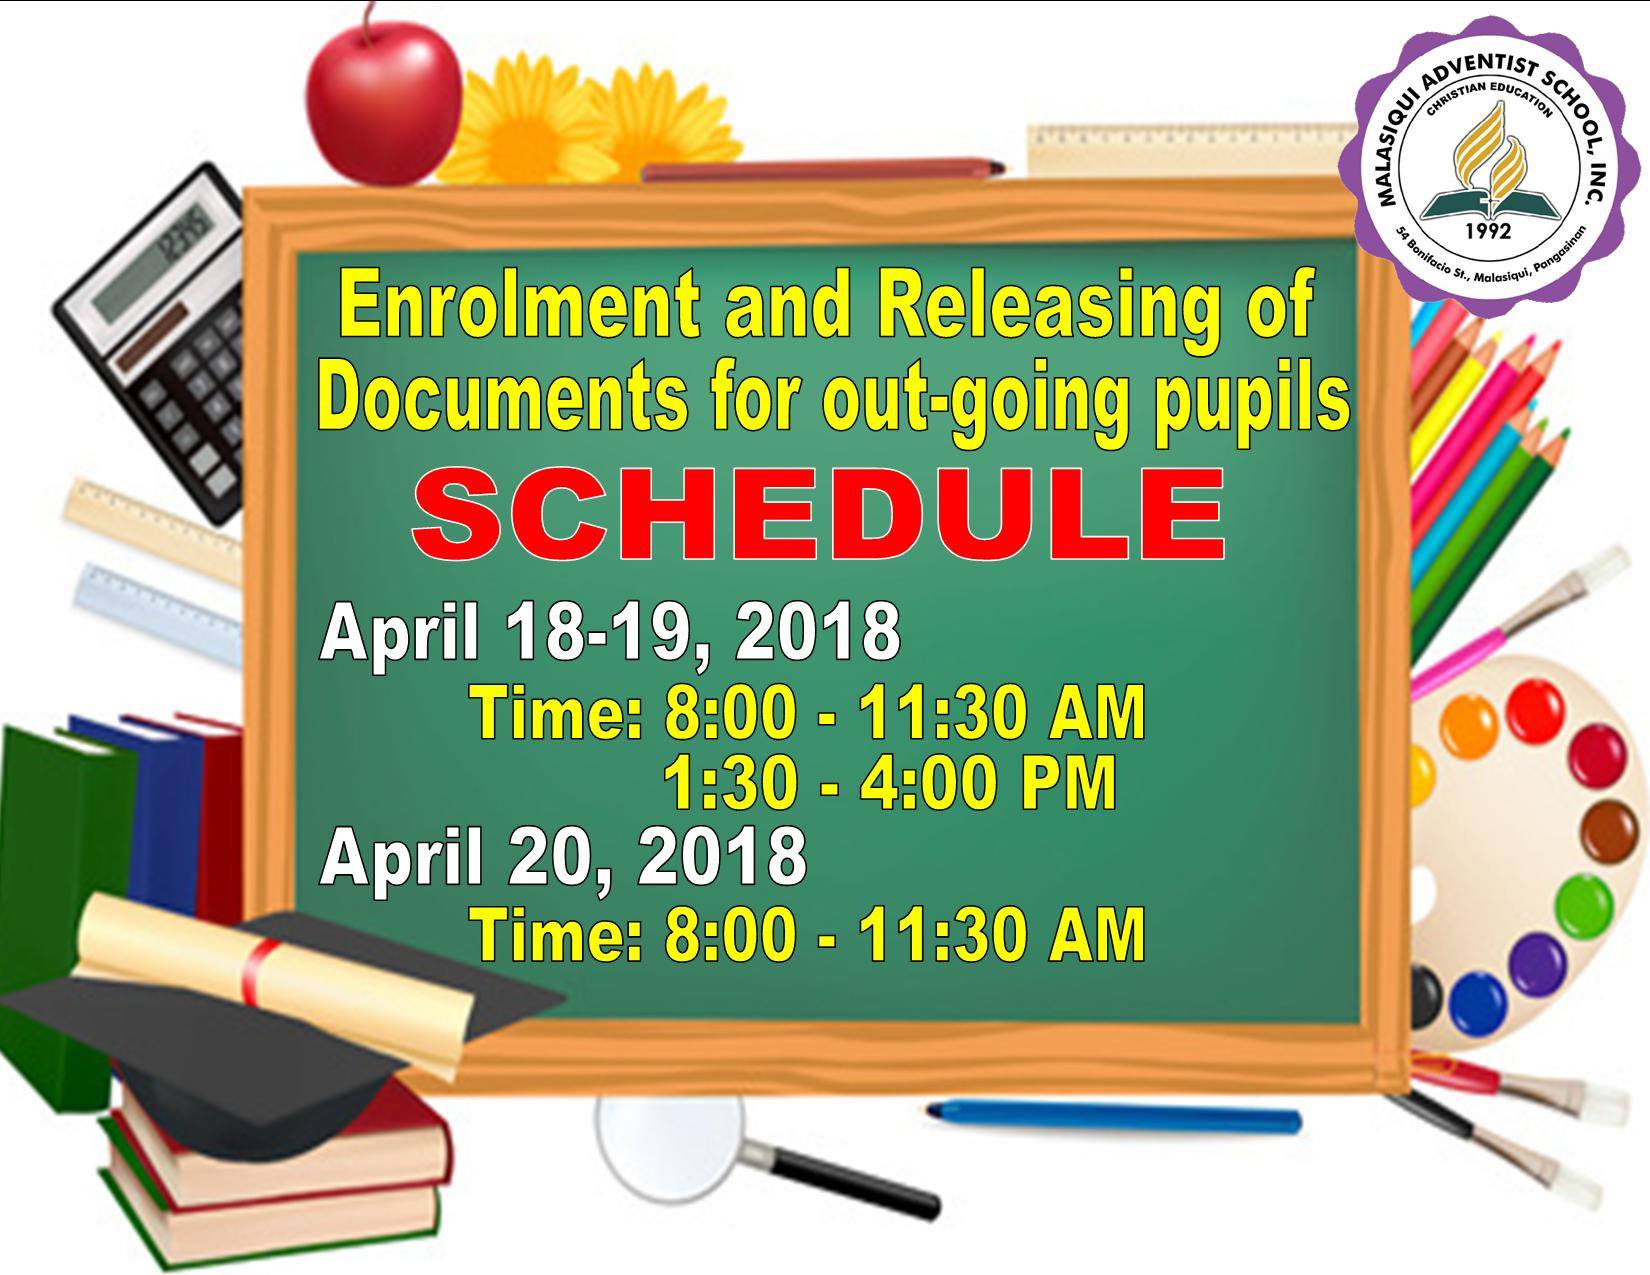 MALASIQUI ADVENTIST SCHOOL, INC.
CHRISTIAN EDUCATION
1992
54 Bonifacio St., Malasiqui, Pangasinan
12345
Enrolment and Releasing of
Documents for out-going pupils
SCHEDULE
April 18-19, 2018
Time: 8:00 - 11:30 AM
1:30 - 4:00 PM
April 20, 2018
Time: 8:00 - 11:30 AM